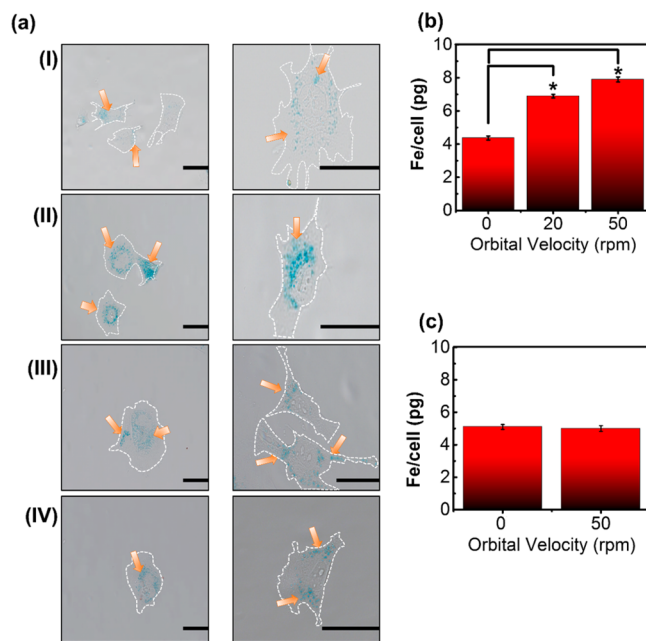 (a)
(I)
(II)
(III)
(IV)
(b)
Fe/cell (pg)
10
8
6
4
2
0
*
*
0 20 50
Orbital Velocity (rpm)
(c)
Fe/cell (pg)
10
8
6
4
2
0
0 50
Orbital Velocity (rpm)